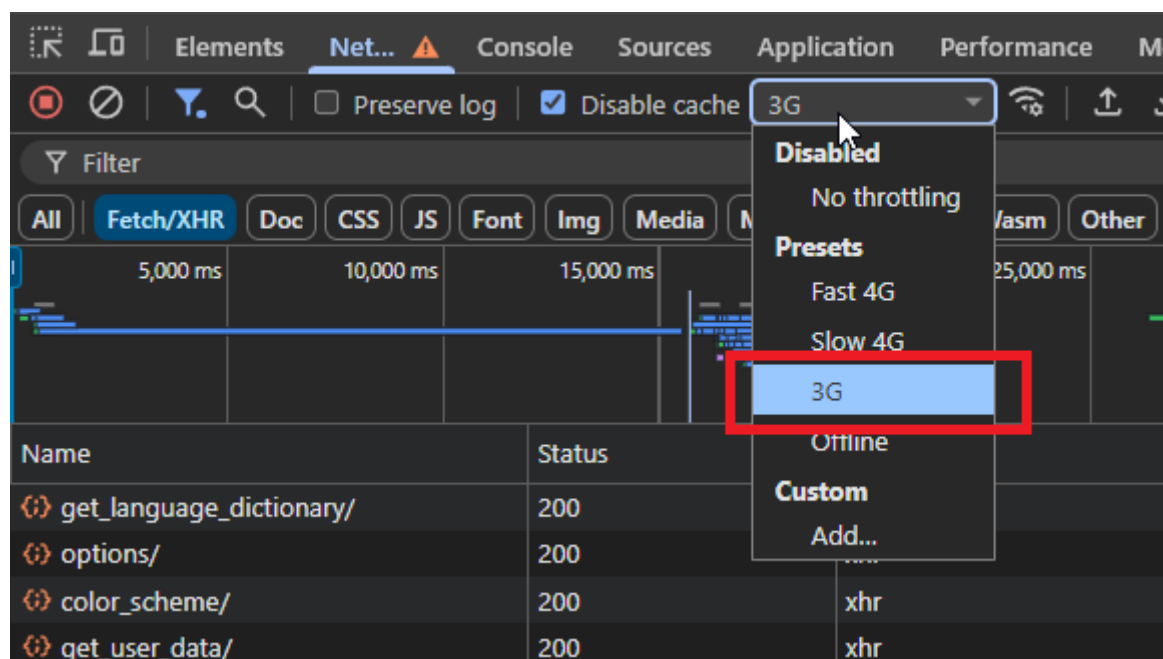 Elements Net... Console Sources Application Performance M
Preserve log Disable cache 3G
Filter
Disabled
No throttling
All Fetch/XHR Doc CSS JS Font Img Media Other
Presets
5,000 ms 10,000 ms 15,000 ms 25,000 ms
Fast 4G
Slow 4G
3G
Offline
Name Status
Custom
get_language_dictionary/ 200
Add...
options/ 200
color_scheme/ 200 xhr
get_user_data/ 200 xhr